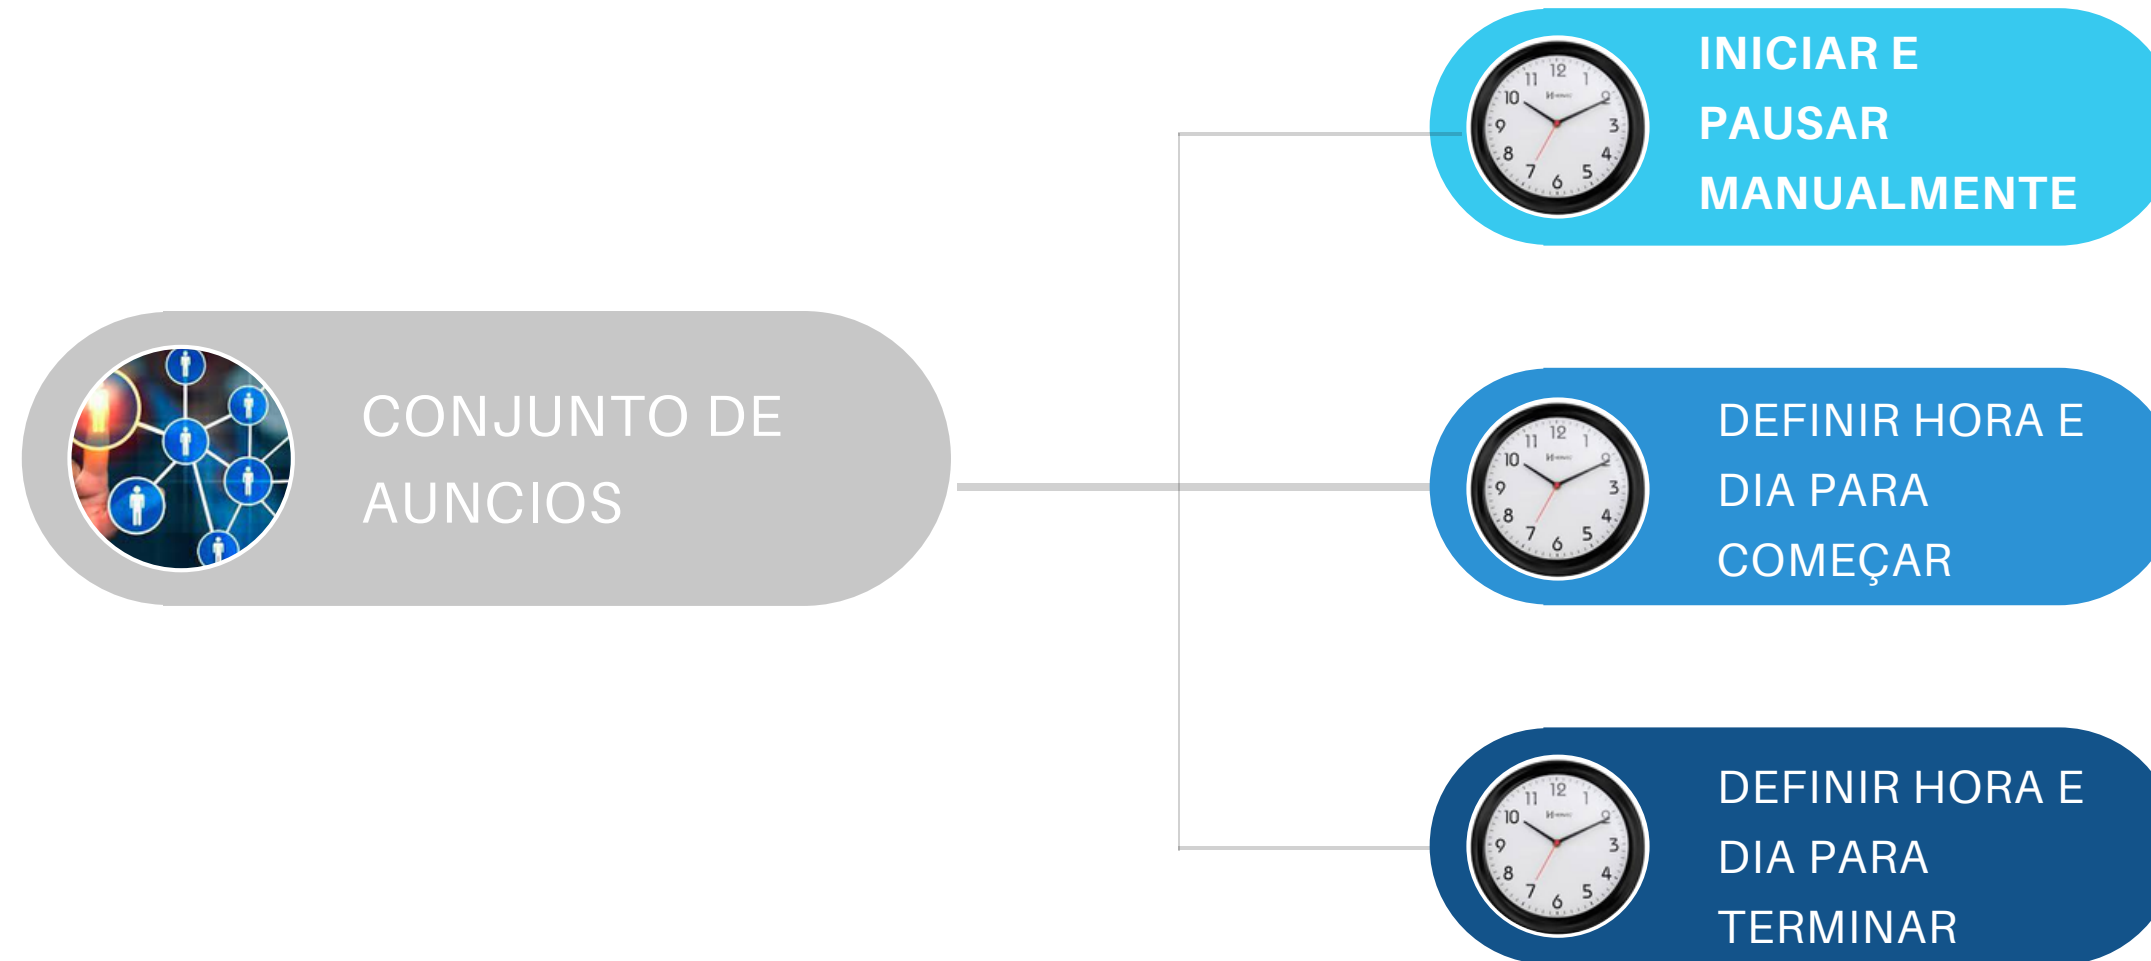 INICIAR E
PAUSAR
MANUALMENTE
CONJUNTO DE
AUNCIOS
DEFINIR HORA E
DIA PARA
COMEÇAR
DEFINIR HORA E
DIA PARA
TERMINAR